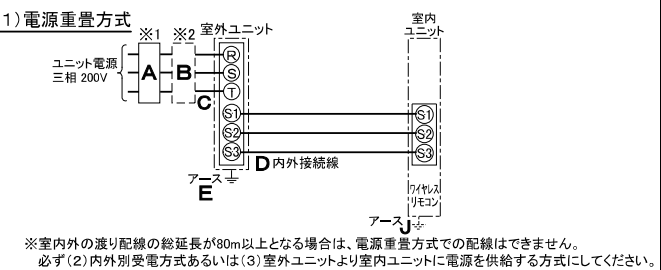 1)電源重畳方式
※1 ※2 室外ユニット
室内
ユニット
ユニット電源
三相 200V
A
B
C
R
S
T
S1
S2
S3
S1
S2
S3
D 内外接続線
アース
E
ワイヤレス
リモコン
アース J
※室内外の渡り配線の総延長が80m以上となる場合は、電源重畳方式での配線はできません。
必ず(2)内外別受電方式あるいは(3)室外ユニットより室内ユニットに電源を供給する方式にしてください。